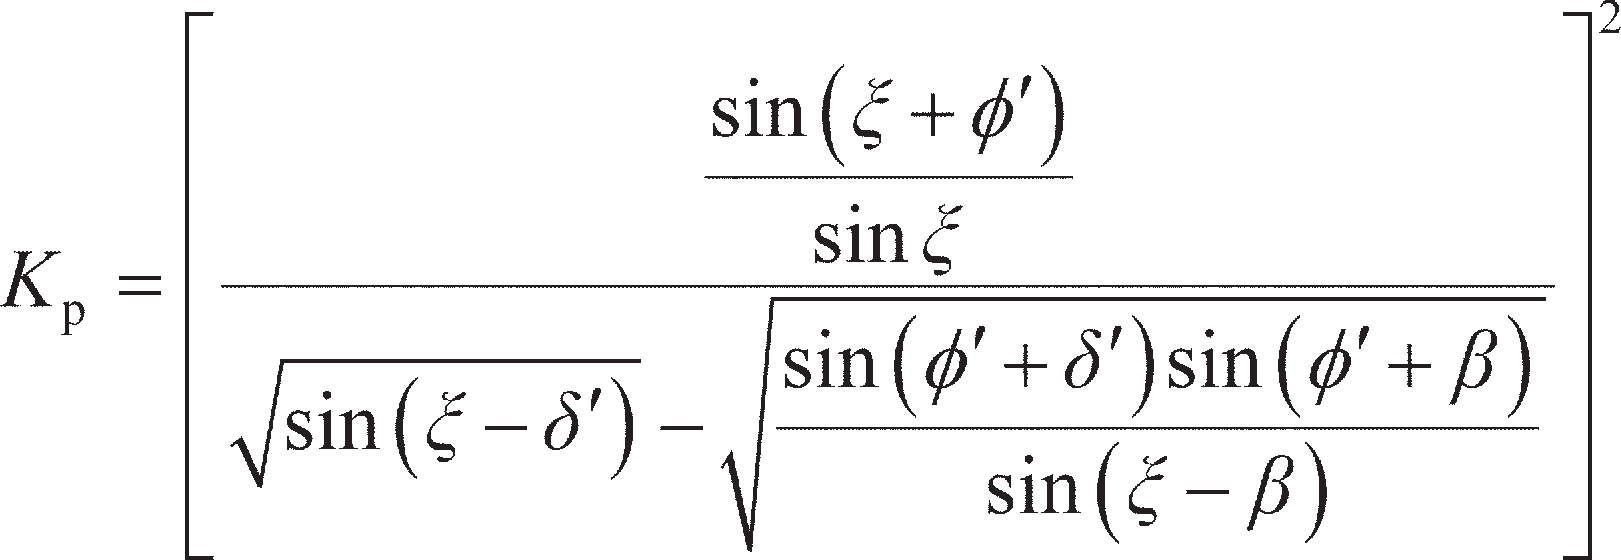 K_p = [ (sin(ξ + ϕ′) / sin ξ) / (√(sin(ξ − δ′)) − √(sin(ϕ′ + δ′) sin(ϕ′ + β) / sin(ξ − β))) ]²